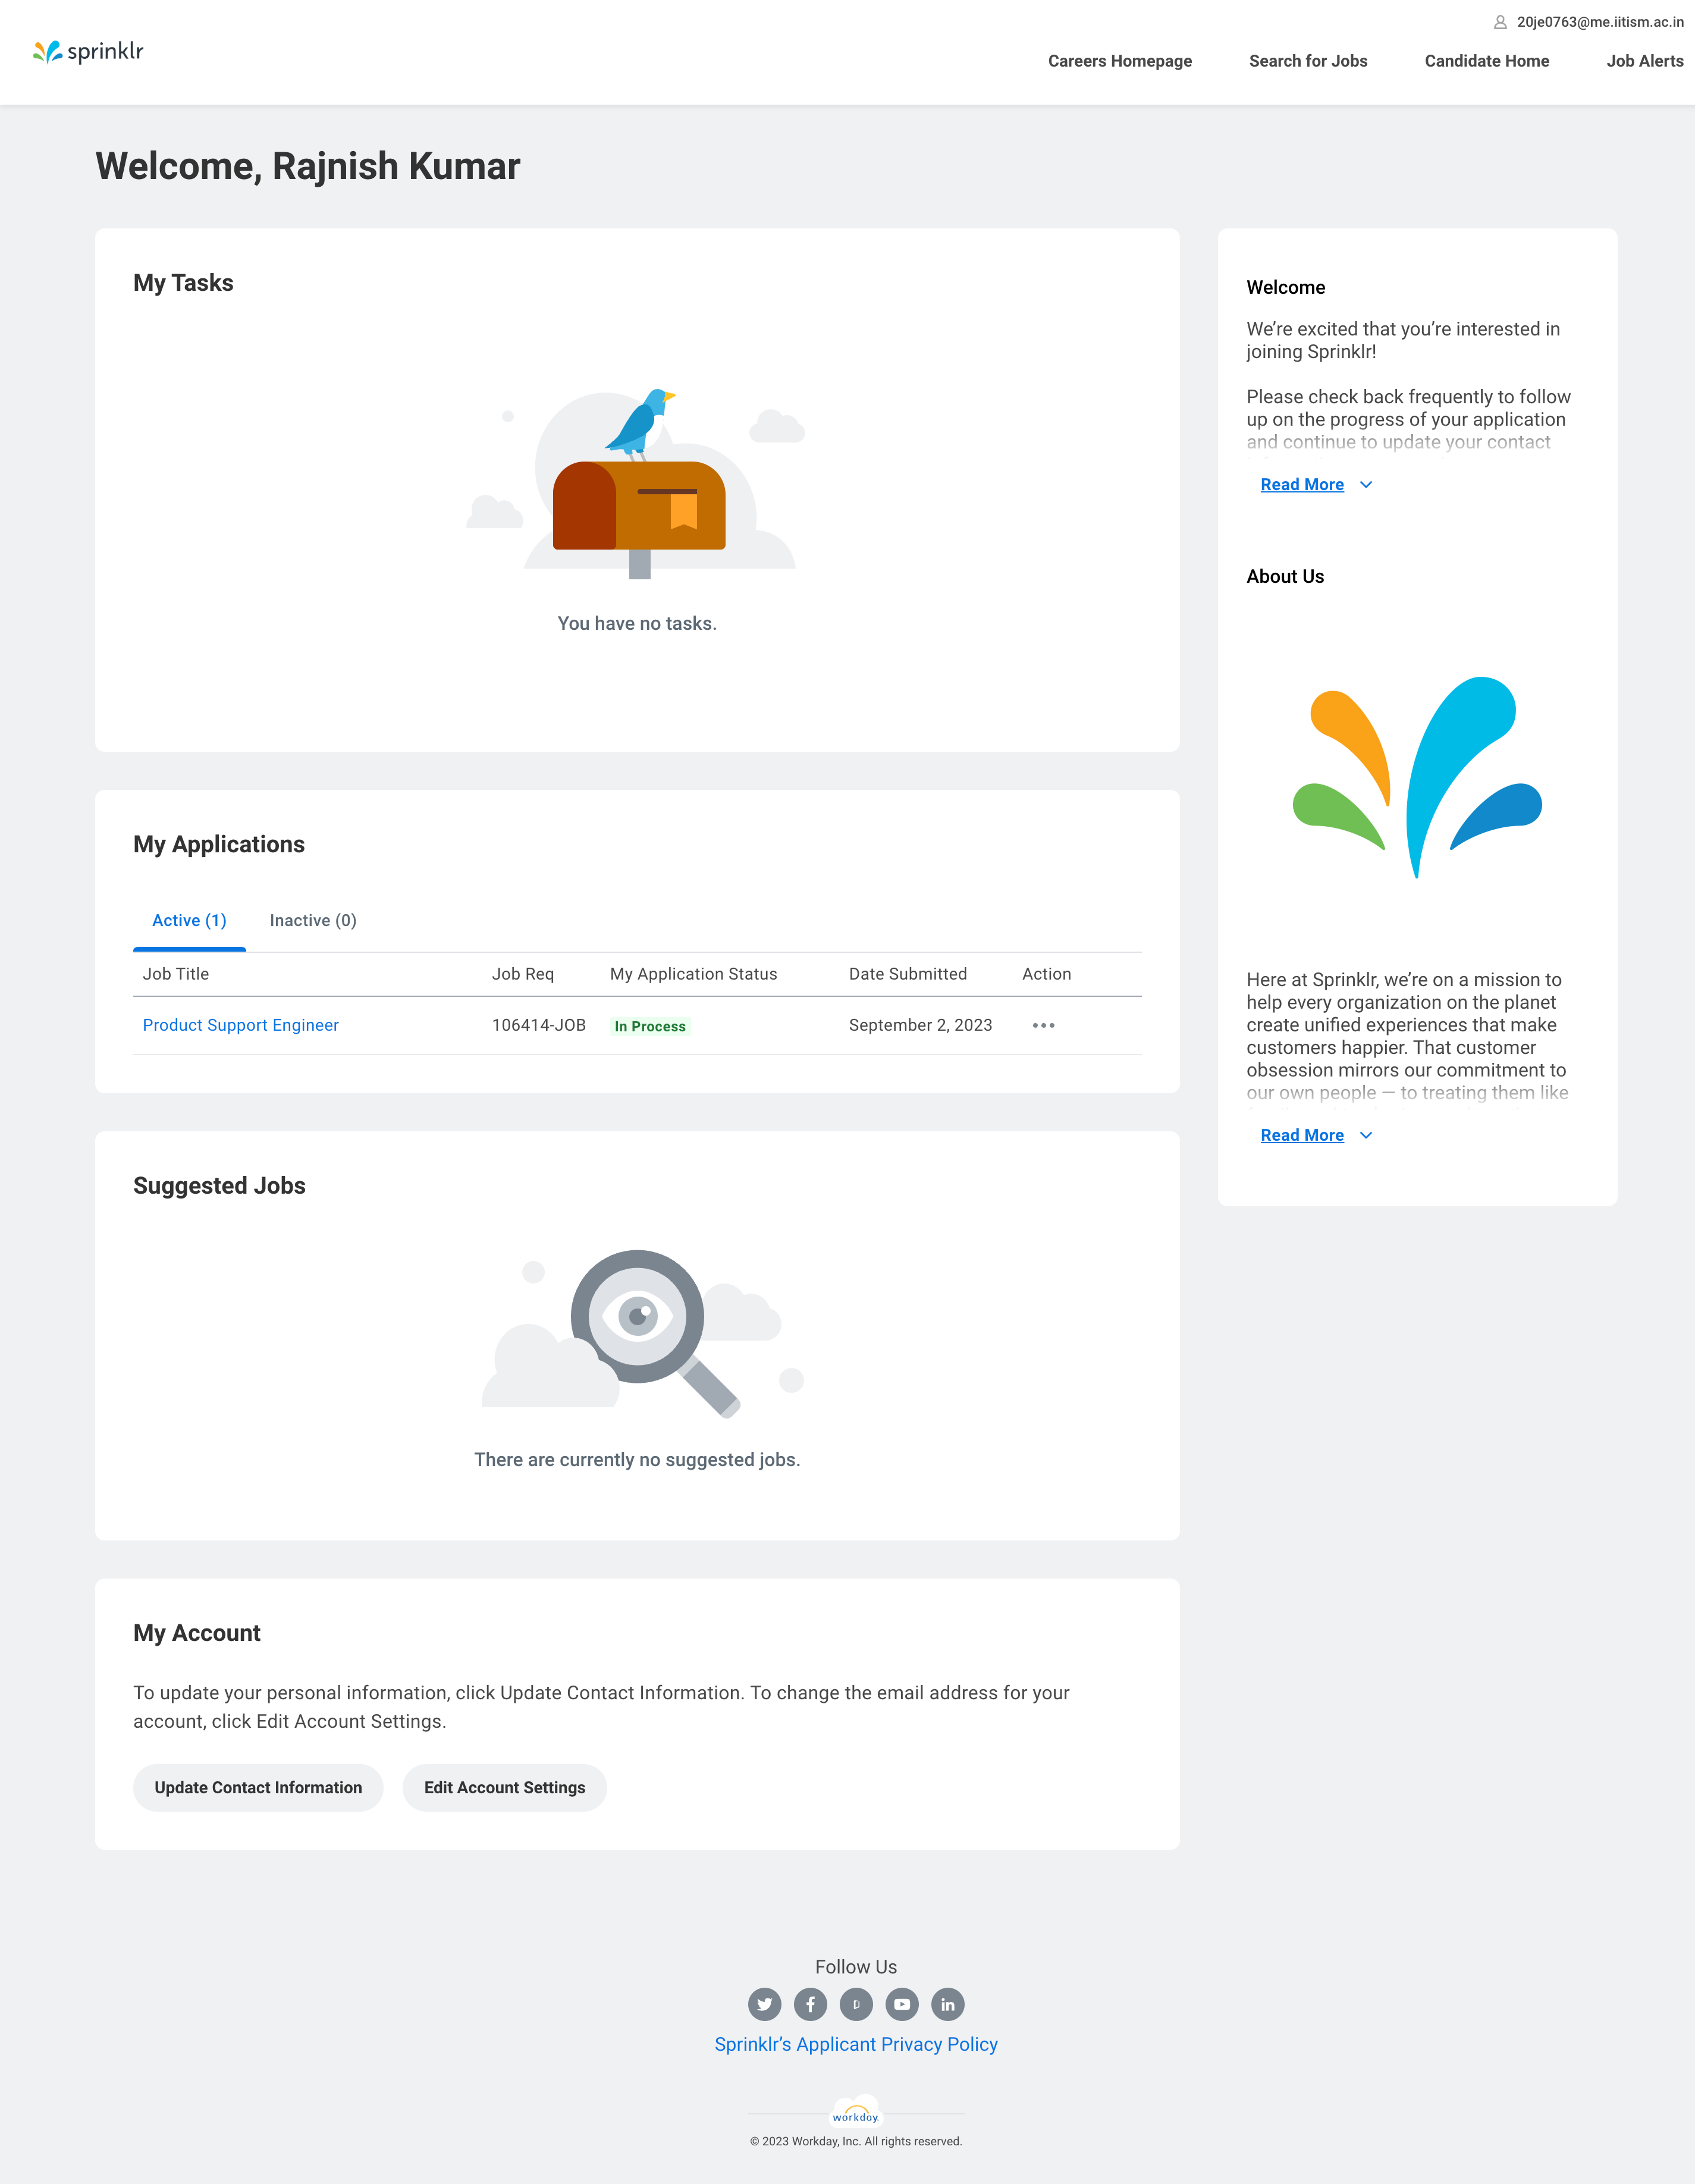 20je0763@me.iitism.ac.in
sprinklr
Careers Homepage Search for Jobs Candidate Home Job Alerts
Welcome, Rajnish Kumar
My Tasks
You have no tasks.
My Applications
Active (1) Inactive (0)
Job Title Job Req My Application Status Date Submitted Action
Product Support Engineer 106414-JOB In Process September 2, 2023
Suggested Jobs
There are currently no suggested jobs.
My Account
To update your personal information, click Update Contact Information. To change the email address for your
account, click Edit Account Settings.
Update Contact Information Edit Account Settings
Welcome
We’re excited that you’re interested in
joining Sprinklr!
Please check back frequently to follow
up on the progress of your application
and continue to update your contact
Read More
About Us
Here at Sprinklr, we’re on a mission to
help every organization on the planet
create unified experiences that make
customers happier. That customer
obsession mirrors our commitment to
our own people — to treating them like
Read More
Follow Us
Sprinklr’s Applicant Privacy Policy
workday.
© 2023 Workday, Inc. All rights reserved.